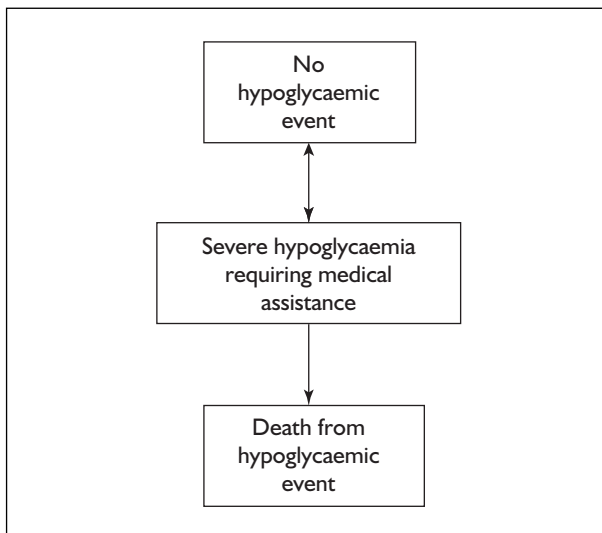 No
hypoglycaemic
event
Severe hypoglycaemia
requiring medical
assistance
Death from
hypoglycaemic
event